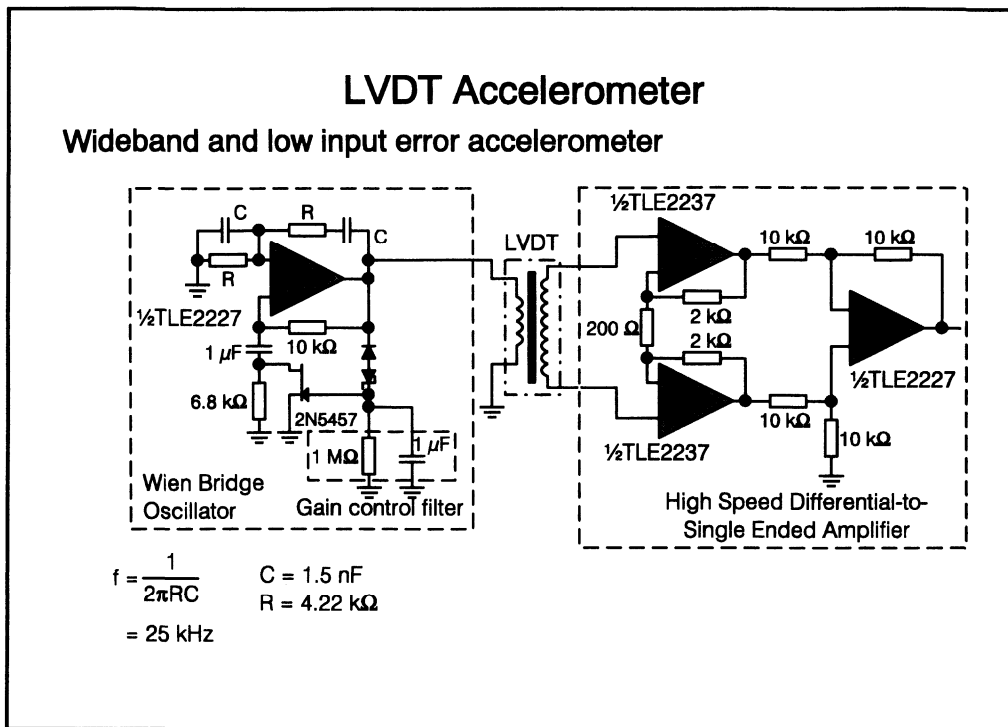 LVDT Accelerometer
Wideband and low input error accelerometer
C
R
C
R
½TLE2227
1 µF
10 kΩ
6.8 kΩ
2N5457
1 MΩ
1 µF
Wien Bridge
Oscillator
Gain control filter
LVDT
½TLE2237
10 kΩ
10 kΩ
2 kΩ
200 Ω
2 kΩ
½TLE2227
10 kΩ
10 kΩ
½TLE2237
High Speed Differential-to-
Single Ended Amplifier
f = 1 / 2πRC
= 25 kHz
C = 1.5 nF
R = 4.22 kΩ